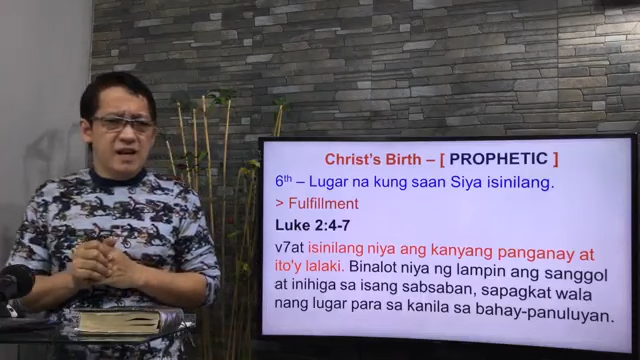 Christ's Birth – [ PROPHETIC ]
6th – Lugar na kung saan Siya isinilang.
> Fulfillment
Luke 2:4-7
v7at isinilang niya ang kanyang panganay at
ito'y lalaki. Binalot niya ng lampin ang sanggol
at inihiga sa isang sabsaban, sapagkat wala
nang lugar para sa kanila sa bahay-panuluyan.